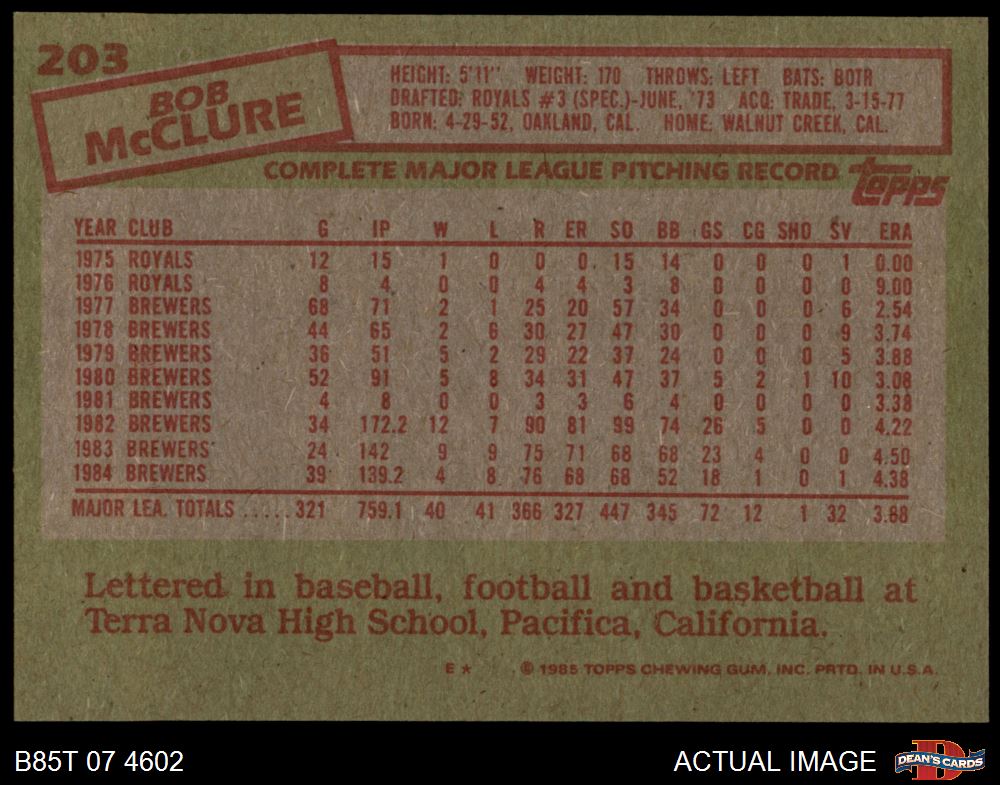 203
BOB
McCLURE
HEIGHT: 5'11" WEIGHT: 170 THROWS: LEFT BATS: BOTH
DRAFTED: ROYALS #3 (SPEC.)-JUNE, '73 ACQ: TRADE, 3-15-77
BORN: 4-29-52, OAKLAND, CAL. HOME: WALNUT CREEK, CAL.
COMPLETE MAJOR LEAGUE PITCHING RECORD topps
YEAR CLUB G IP W L R ER SO BB GS CG SHO SV ERA
1975 ROYALS 12 15 1 0 0 0 15 14 0 0 0 1 0.00
1976 ROYALS 8 4 0 0 4 4 3 8 0 0 0 0 9.00
1977 BREWERS 68 71 2 1 25 20 57 34 0 0 0 6 2.54
1978 BREWERS 44 65 2 6 30 27 47 30 0 0 0 9 3.74
1979 BREWERS 36 51 5 2 29 22 37 24 0 0 0 5 3.88
1980 BREWERS 52 91 5 8 34 31 47 37 5 2 1 10 3.08
1981 BREWERS 4 8 0 0 3 3 6 4 0 0 0 0 3.38
1982 BREWERS 34 172.2 12 7 90 81 99 74 26 5 0 0 4.22
1983 BREWERS 24 142 9 9 75 71 68 68 23 4 0 0 4.50
1984 BREWERS 39 139.2 4 8 76 68 68 52 18 1 0 1 4.38
MAJOR LEA. TOTALS ..... 321 759.1 40 41 366 327 447 345 72 12 1 32 3.88
Lettered in baseball, football and basketball at
Terra Nova High School, Pacifica, California.
E * © 1985 TOPPS CHEWING GUM, INC. PRTD. IN U.S.A.
B85T 07 4602 ACTUAL IMAGE D DEAN'S CARDS